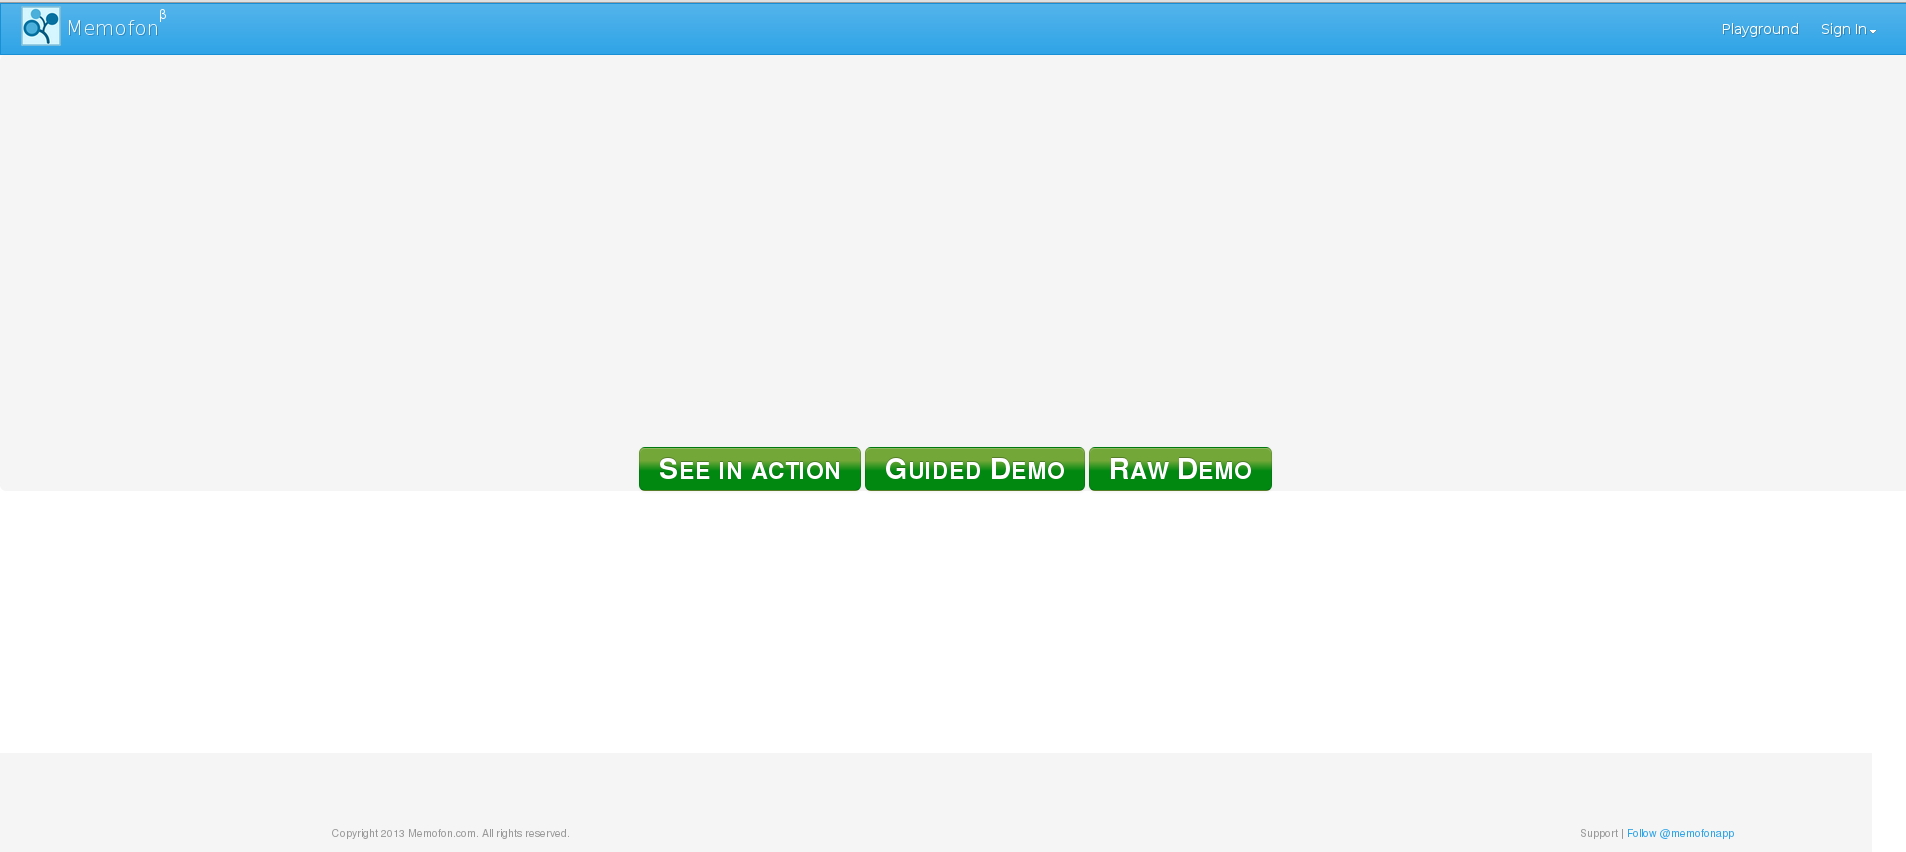 Memofon β
Playground Sign In
See in action Guided Demo Raw Demo
Copyright 2013 Memofon.com. All rights reserved.
Support | Follow @memofonapp